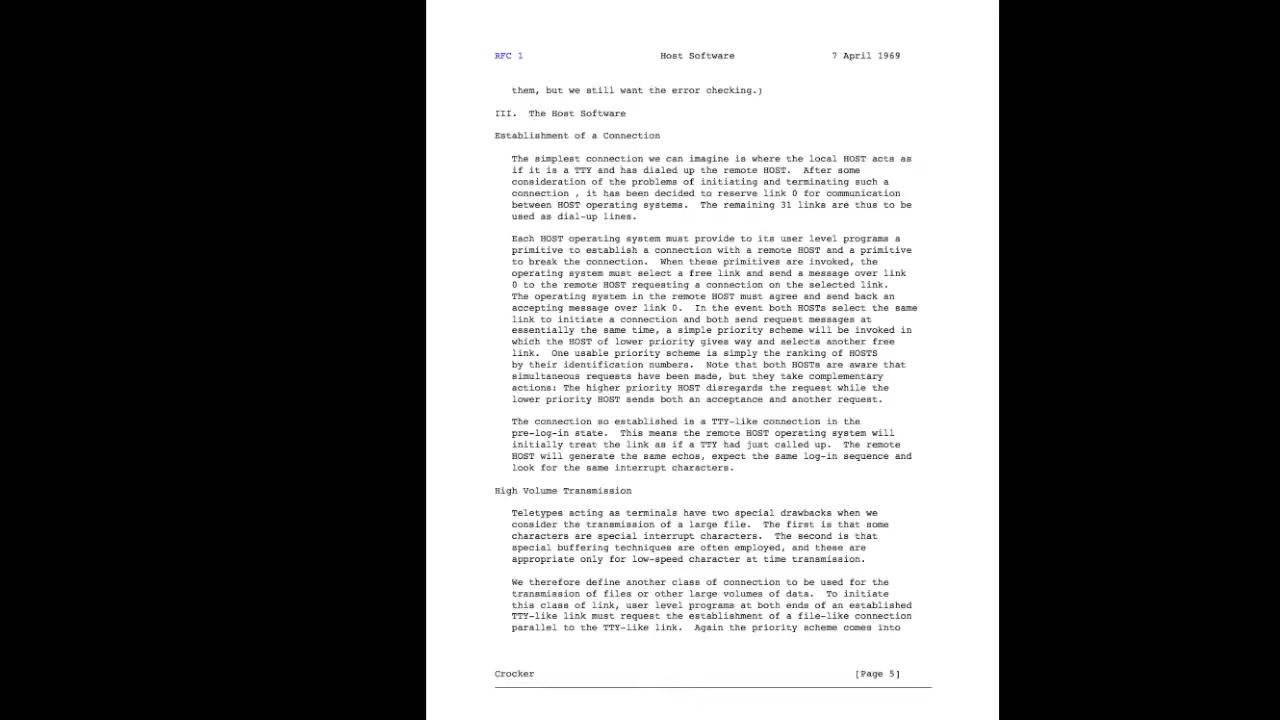 RFC 1 Host Software 7 April 1969
them, but we still want the error checking.)
III. The Host Software
Establishment of a Connection
The simplest connection we can imagine is where the local HOST acts as
if it is a TTY and has dialed up the remote HOST. After some
consideration of the problems of initiating and terminating such a
connection , it has been decided to reserve link 0 for communication
between HOST operating systems. The remaining 31 links are thus to be
used as dial-up lines.
Each HOST operating system must provide to its user level programs a
primitive to establish a connection with a remote HOST and a primitive
to break the connection. When these primitives are invoked, the
operating system must select a free link and send a message over link
0 to the remote HOST requesting a connection on the selected link.
The operating system in the remote HOST must agree and send back an
accepting message over link 0. In the event both HOSTs select the same
link to initiate a connection and both send request messages at
essentially the same time, a simple priority scheme will be invoked in
which the HOST of lower priority gives way and selects another free
link. One usable priority scheme is simply the ranking of HOSTS
by their identification numbers. Note that both HOSTs are aware that
simultaneous requests have been made, but they take complementary
actions: The higher priority HOST disregards the request while the
lower priority HOST sends both an acceptance and another request.
The connection so established is a TTY-like connection in the
pre-log-in state. This means the remote HOST operating system will
initially treat the link as if a TTY had just called up. The remote
HOST will generate the same echos, expect the same log-in sequence and
look for the same interrupt characters.
High Volume Transmission
Teletypes acting as terminals have two special drawbacks when we
consider the transmission of a large file. The first is that some
characters are special interrupt characters. The second is that
special buffering techniques are often employed, and these are
appropriate only for low-speed character at time transmission.
We therefore define another class of connection to be used for the
transmission of files or other large volumes of data. To initiate
this class of link, user level programs at both ends of an established
TTY-like link must request the establishment of a file-like connection
parallel to the TTY-like link. Again the priority scheme comes into
Crocker [Page 5]